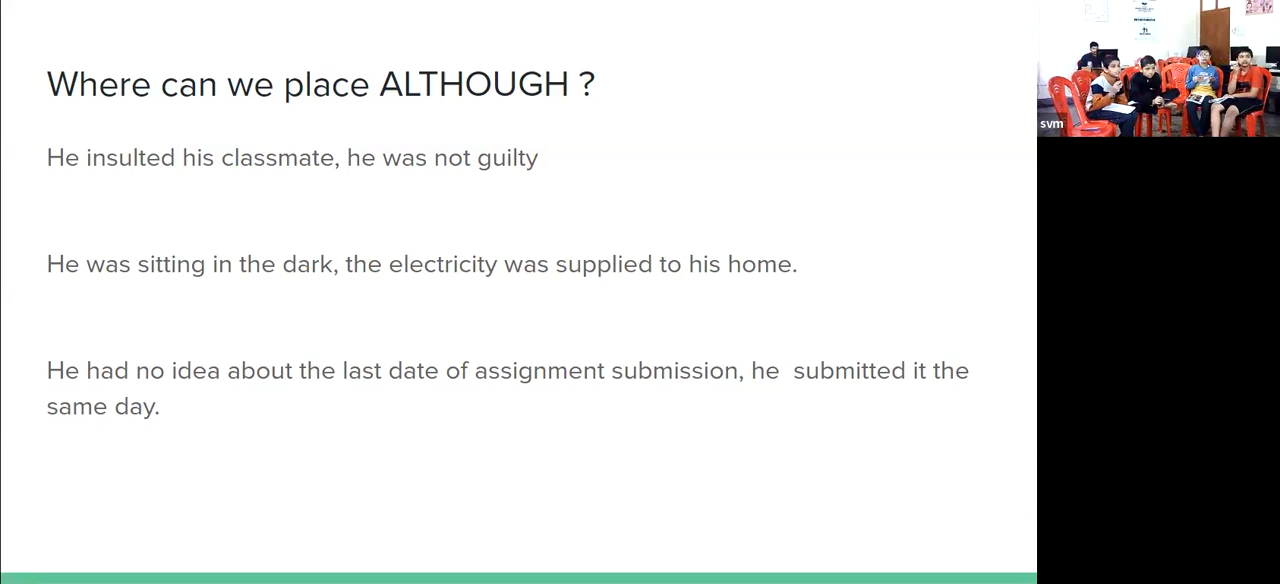 Where can we place ALTHOUGH ?
He insulted his classmate, he was not guilty
He was sitting in the dark, the electricity was supplied to his home.
He had no idea about the last date of assignment submission, he  submitted it the
same day.
svm